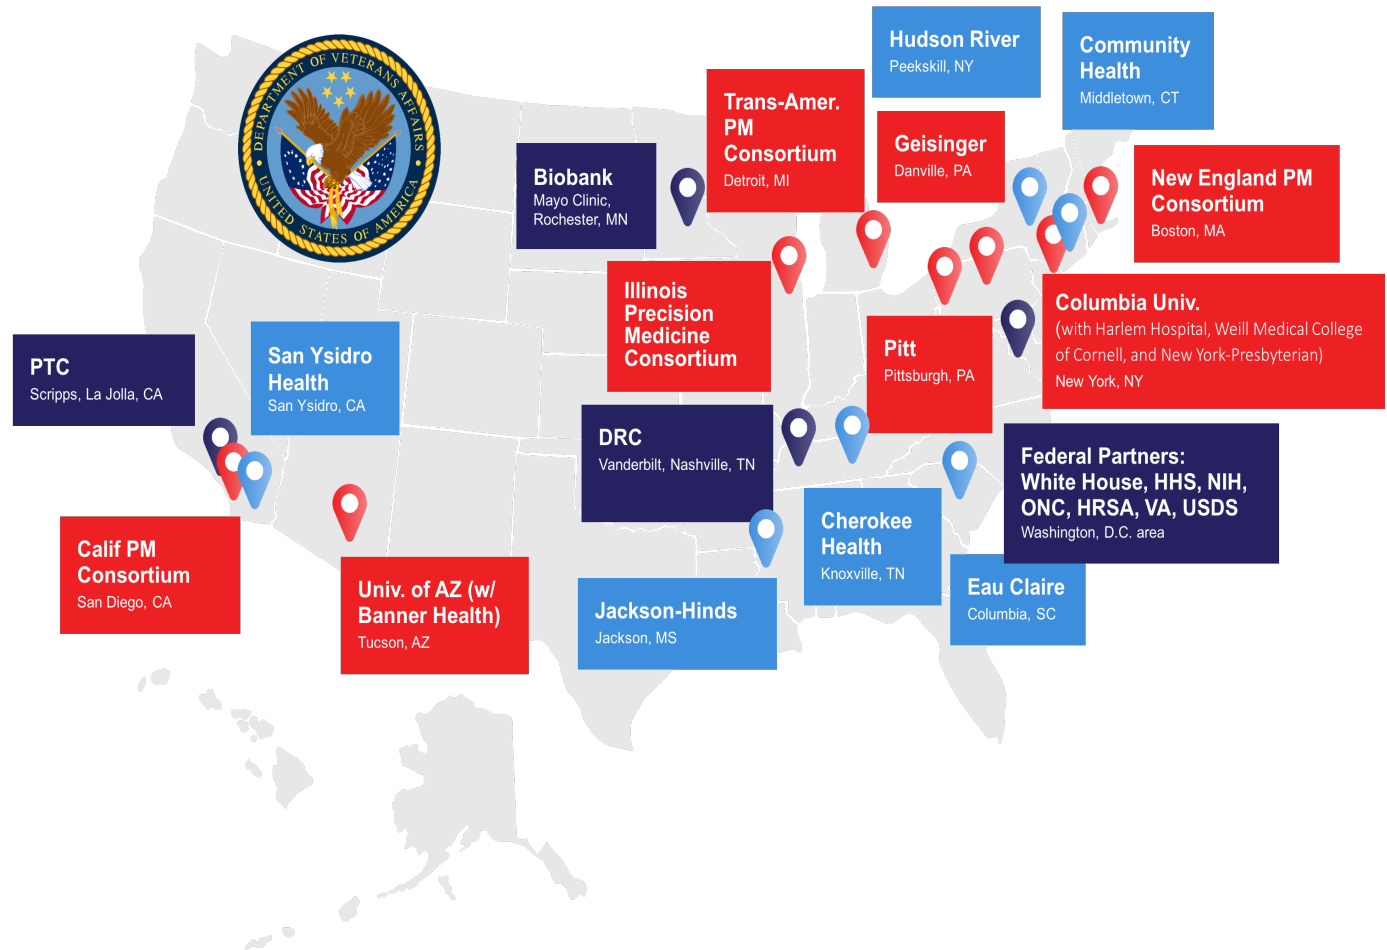 DEPARTMENT OF VETERANS AFFAIRS
UNITED STATES OF AMERICA
Hudson River
Peekskill, NY
Community
Health
Middletown, CT
Trans-Amer.
PM
Consortium
Detroit, MI
Geisinger
Danville, PA
Biobank
Mayo Clinic,
Rochester, MN
New England PM
Consortium
Boston, MA
Illinois
Precision
Medicine
Consortium
Columbia Univ.
(with Harlem Hospital, Weill Medical College
of Cornell, and New York-Presbyterian)
New York, NY
Pitt
Pittsburgh, PA
PTC
Scripps, La Jolla, CA
San Ysidro
Health
San Ysidro, CA
DRC
Vanderbilt, Nashville, TN
Federal Partners:
White House, HHS, NIH,
ONC, HRSA, VA, USDS
Washington, D.C. area
Cherokee
Health
Knoxville, TN
Calif PM
Consortium
San Diego, CA
Univ. of AZ (w/
Banner Health)
Tucson, AZ
Jackson-Hinds
Jackson, MS
Eau Claire
Columbia, SC